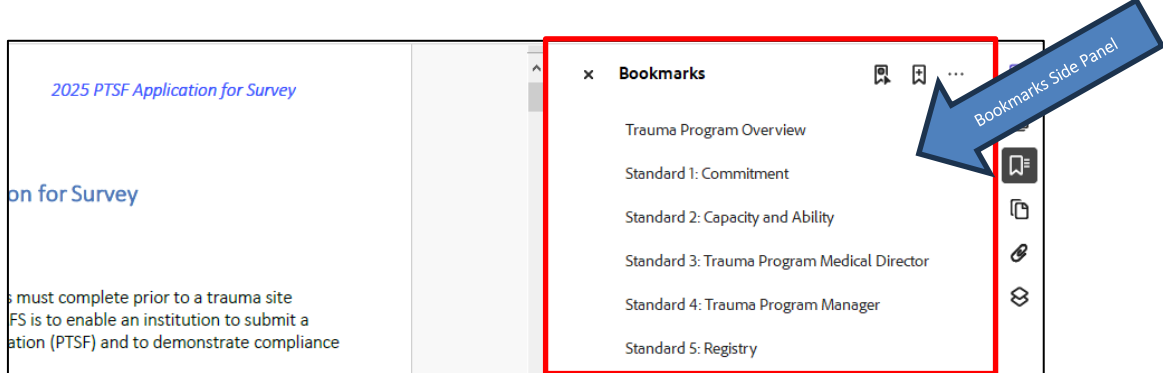 2025 PTSF Application for Survey
on for Survey
s must complete prior to a trauma site
FS is to enable an institution to submit a
ation (PTSF) and to demonstrate compliance
Bookmarks
Trauma Program Overview
Standard 1: Commitment
Standard 2: Capacity and Ability
Standard 3: Trauma Program Medical Director
Standard 4: Trauma Program Manager
Standard 5: Registry
Bookmarks Side Panel